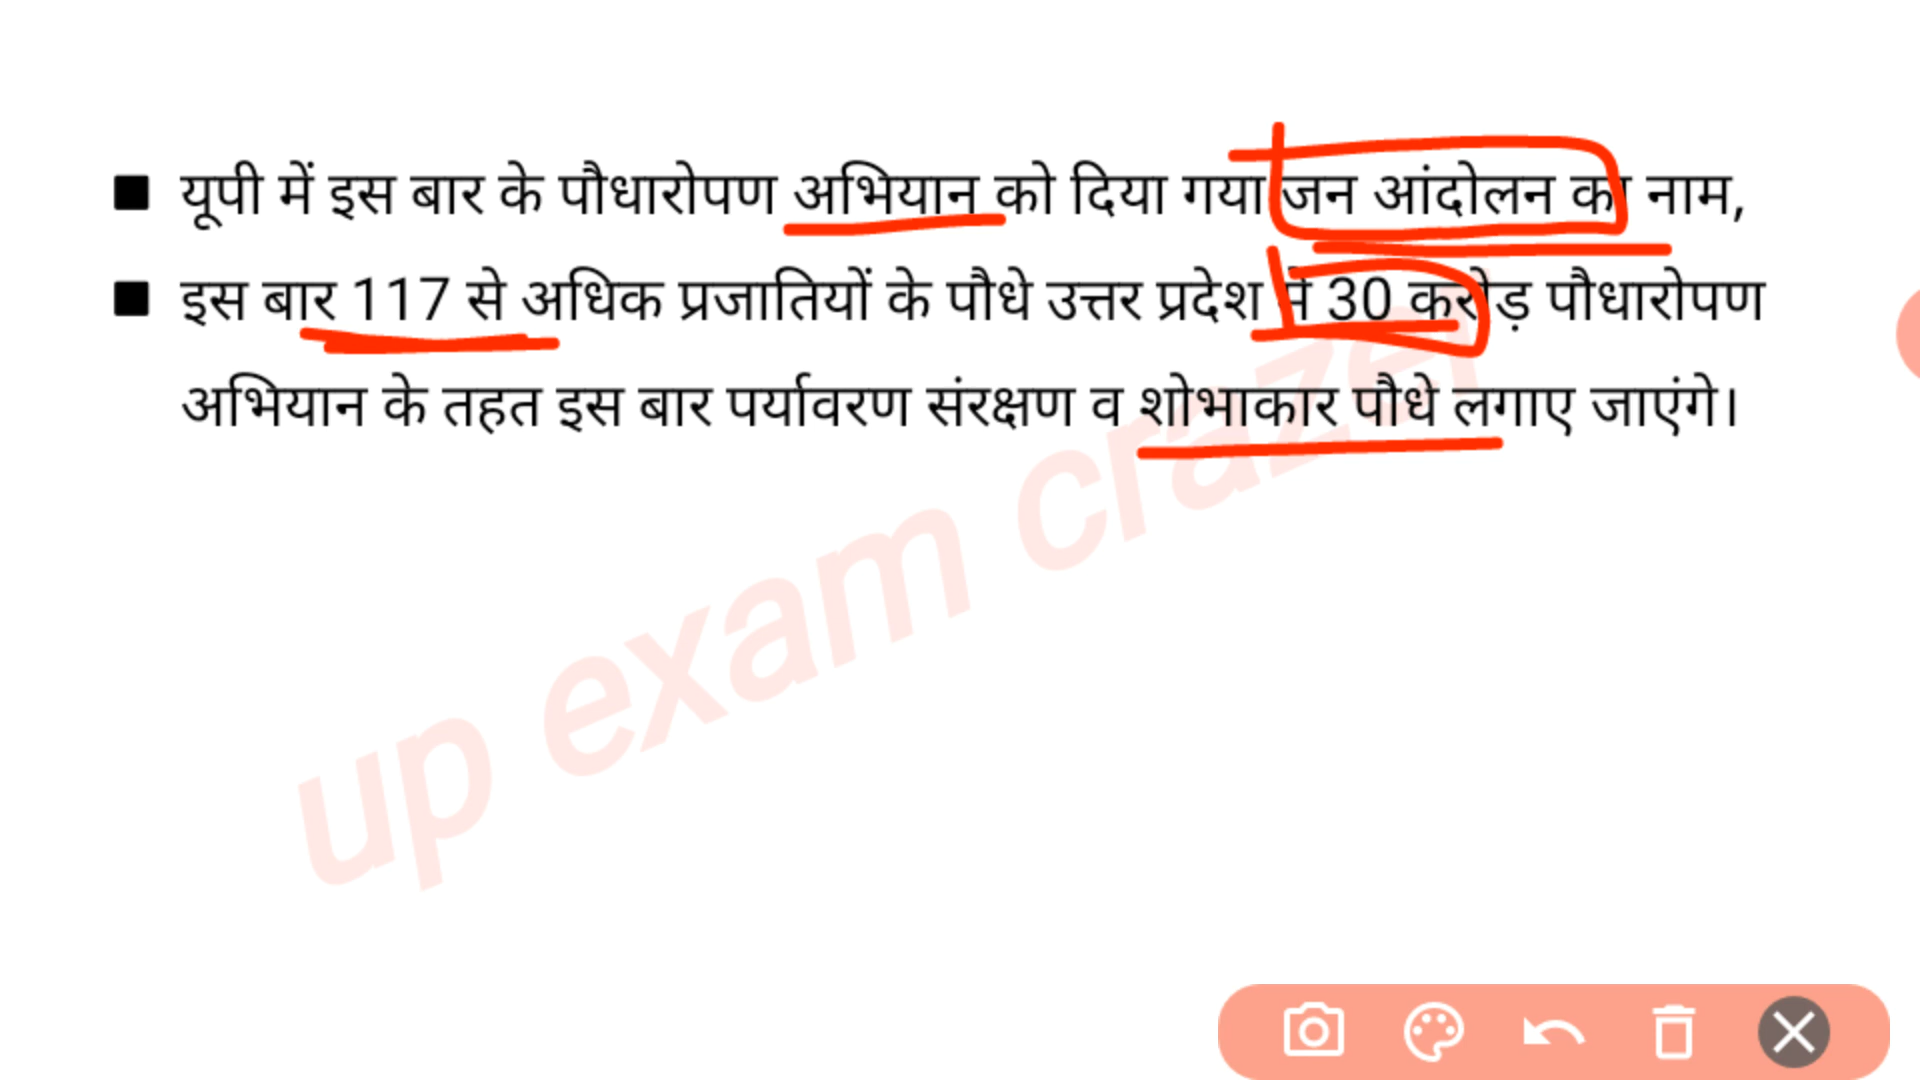 ■ यूपी में इस बार के पौधारोपण अभियान को दिया गया जन आंदोलन का नाम,
■ इस बार 117 से अधिक प्रजातियों के पौधे उत्तर प्रदेश में 30 करोड़ पौधारोपण
अभियान के तहत इस बार पर्यावरण संरक्षण व शोभाकार पौधे लगाए जाएंगे।
up exam crazer